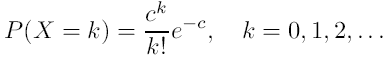 P(X = k) = \frac{c^k}{k!} e^{-c}, \quad k = 0, 1, 2, \ldots